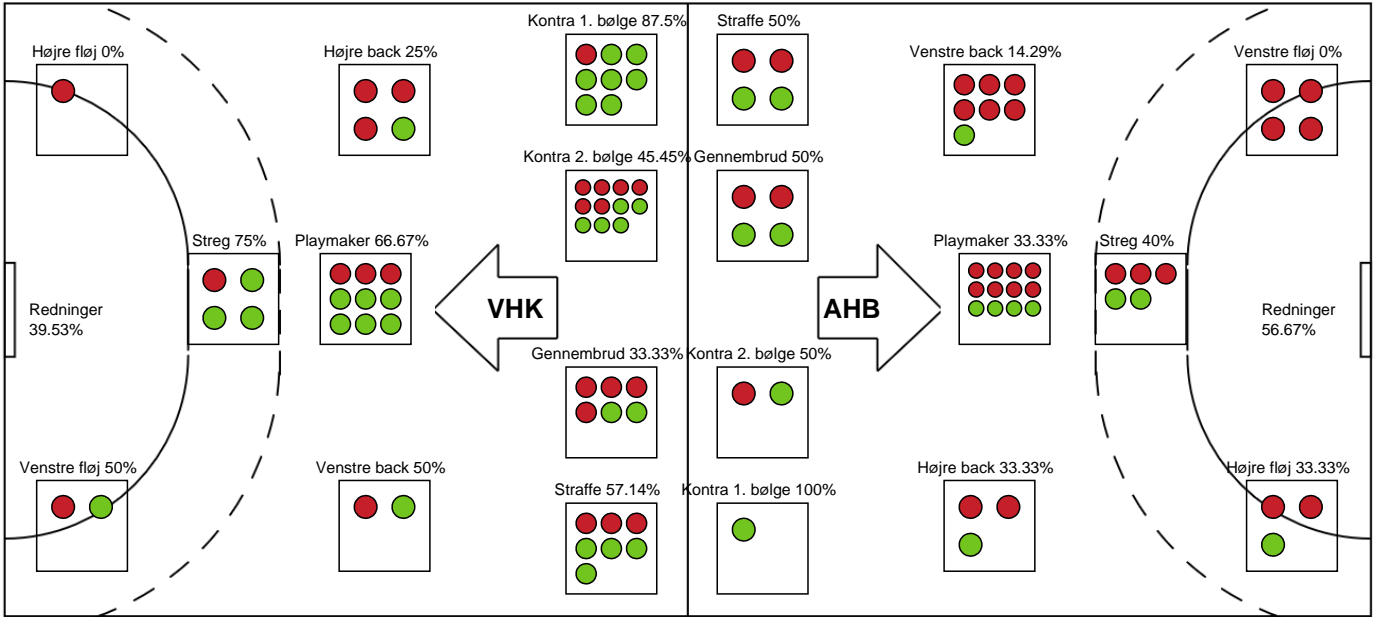 Kontra 1. bølge 87.5%
Straffe 50%
Højre fløj 0%
Højre back 25%
Venstre back 14.29%
Venstre fløj 0%
Kontra 2. bølge 45.45%
Gennembrud 50%
Streg 75%
Playmaker 66.67%
Playmaker 33.33%
Streg 40%
Redninger
39.53%
VHK
AHB
Redninger
56.67%
Gennembrud 33.33%
Kontra 2. bølge 50%
Venstre fløj 50%
Venstre back 50%
Højre back 33.33%
Højre fløj 33.33%
Straffe 57.14%
Kontra 1. bølge 100%